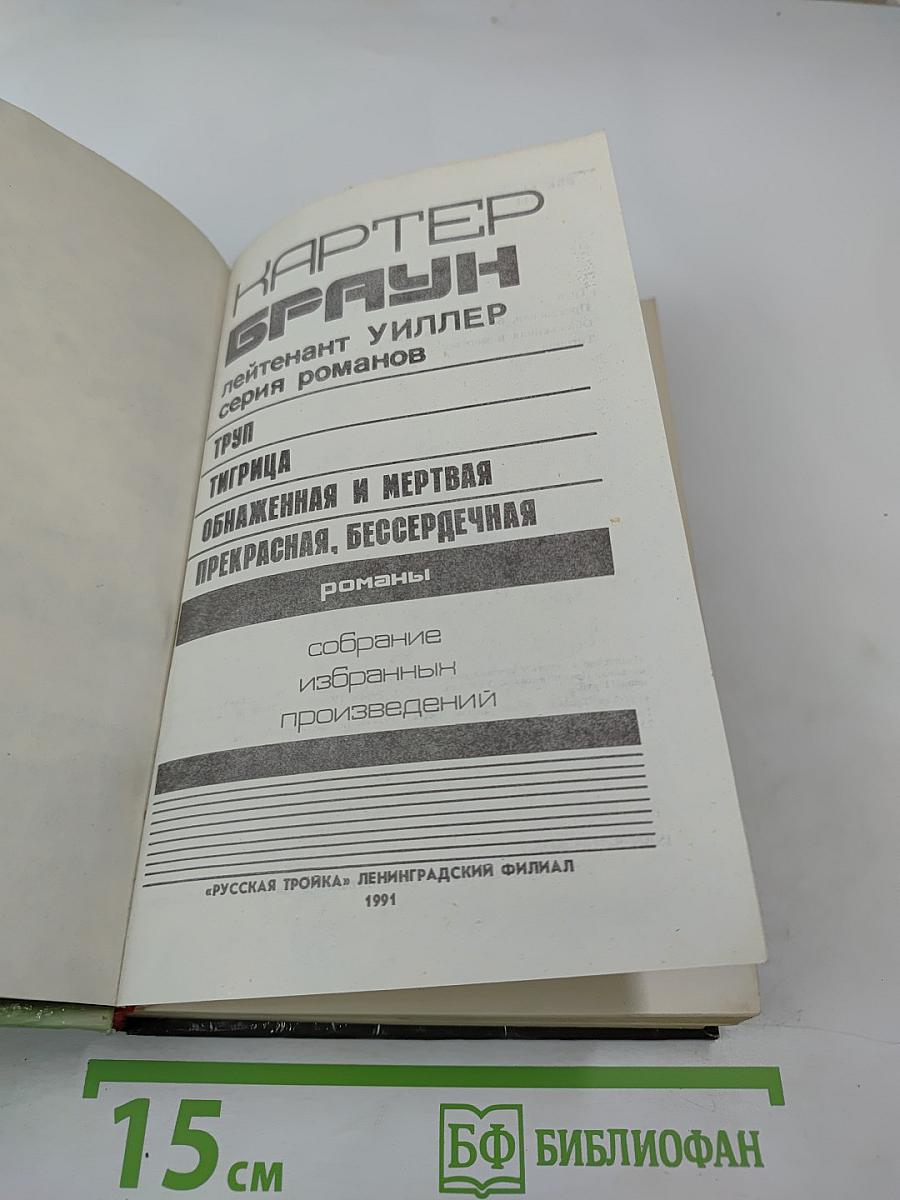 КАРТЕР
БРАУН
лейтенант УИЛЛЕР
серия романов
ТРУП
ТИГРИЦА
ОБНАЖЕННАЯ И МЕРТВАЯ
ПРЕКРАСНАЯ, БЕССЕРДЕЧНАЯ
романы
собрание
избранных
произведений
«РУССКАЯ ТРОЙКА» ЛЕНИНГРАДСКИЙ ФИЛИАЛ
1991
15 см
БФ БИБЛИОФАН